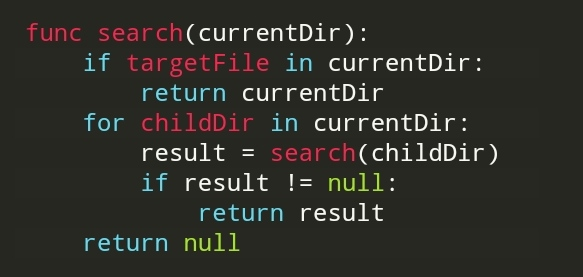 func search(currentDir):
    if targetFile in currentDir:
        return currentDir
    for childDir in currentDir:
        result = search(childDir)
        if result != null:
            return result
    return null